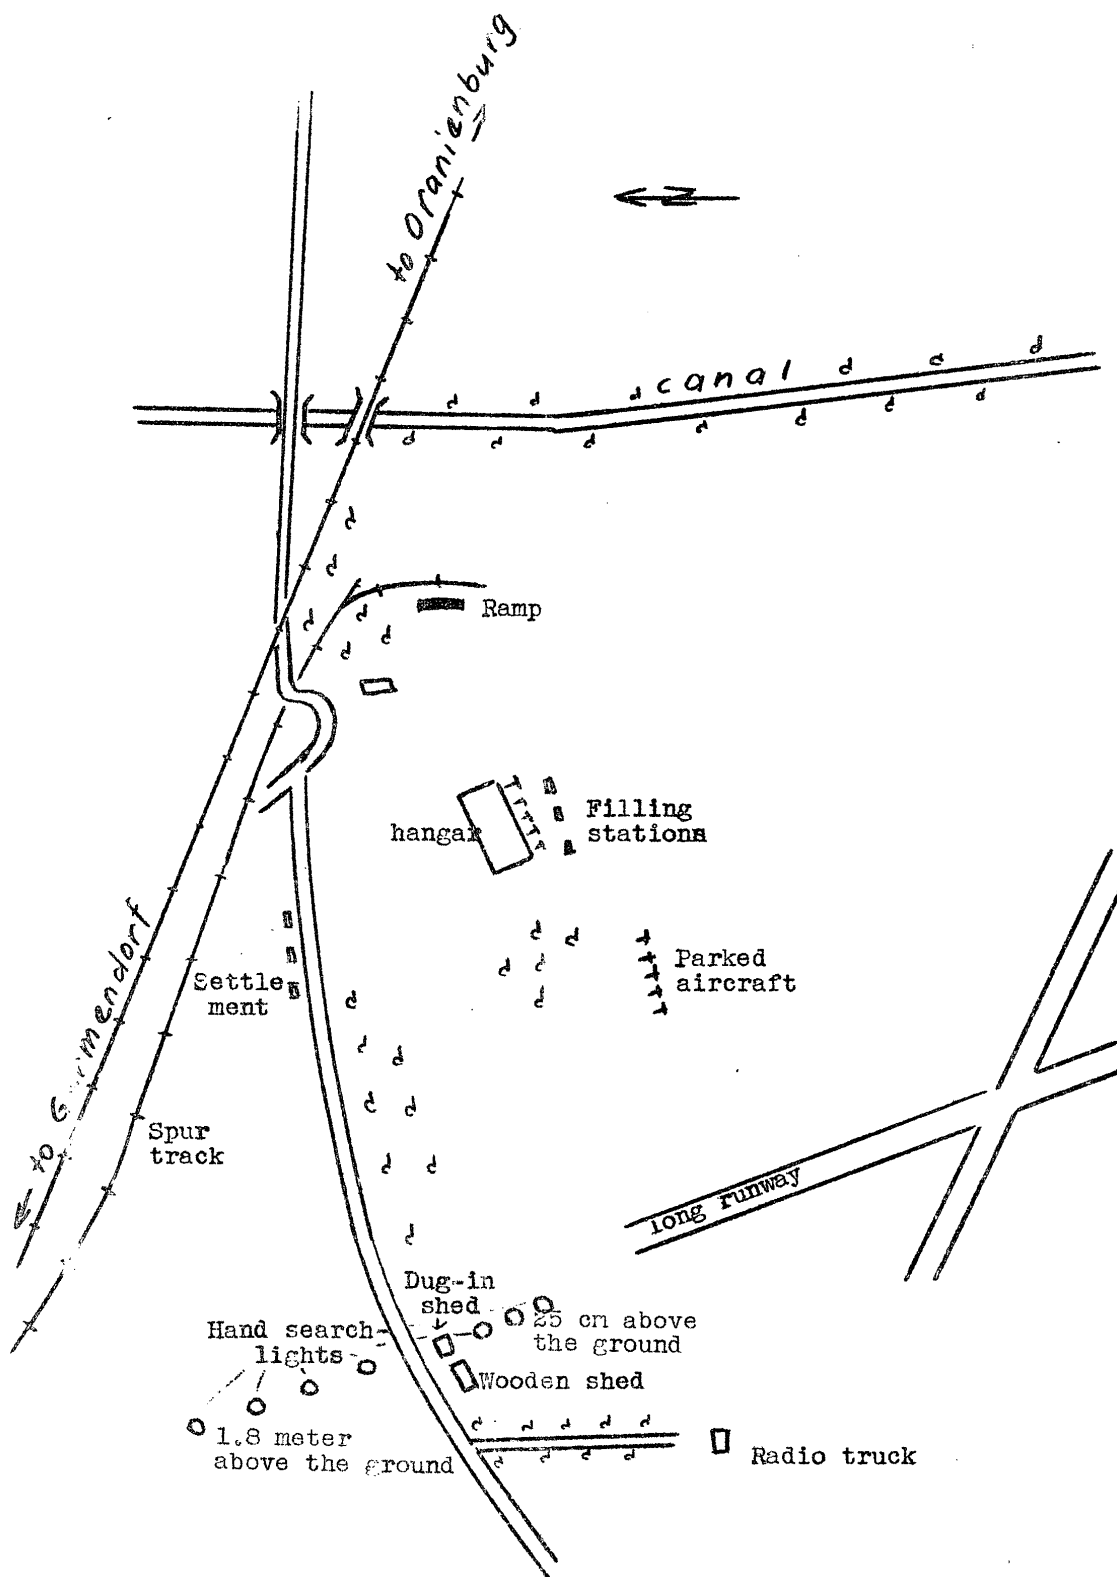 to Oranienburg
canal
Ramp
Filling
stations
hangar
Parked
aircraft
Settle
ment
to
Spur
track
long runway
Dug-in
shed
25 cm above
the ground
Hand search-
lights
Wooden shed
1.8 meter
above the ground
Radio truck